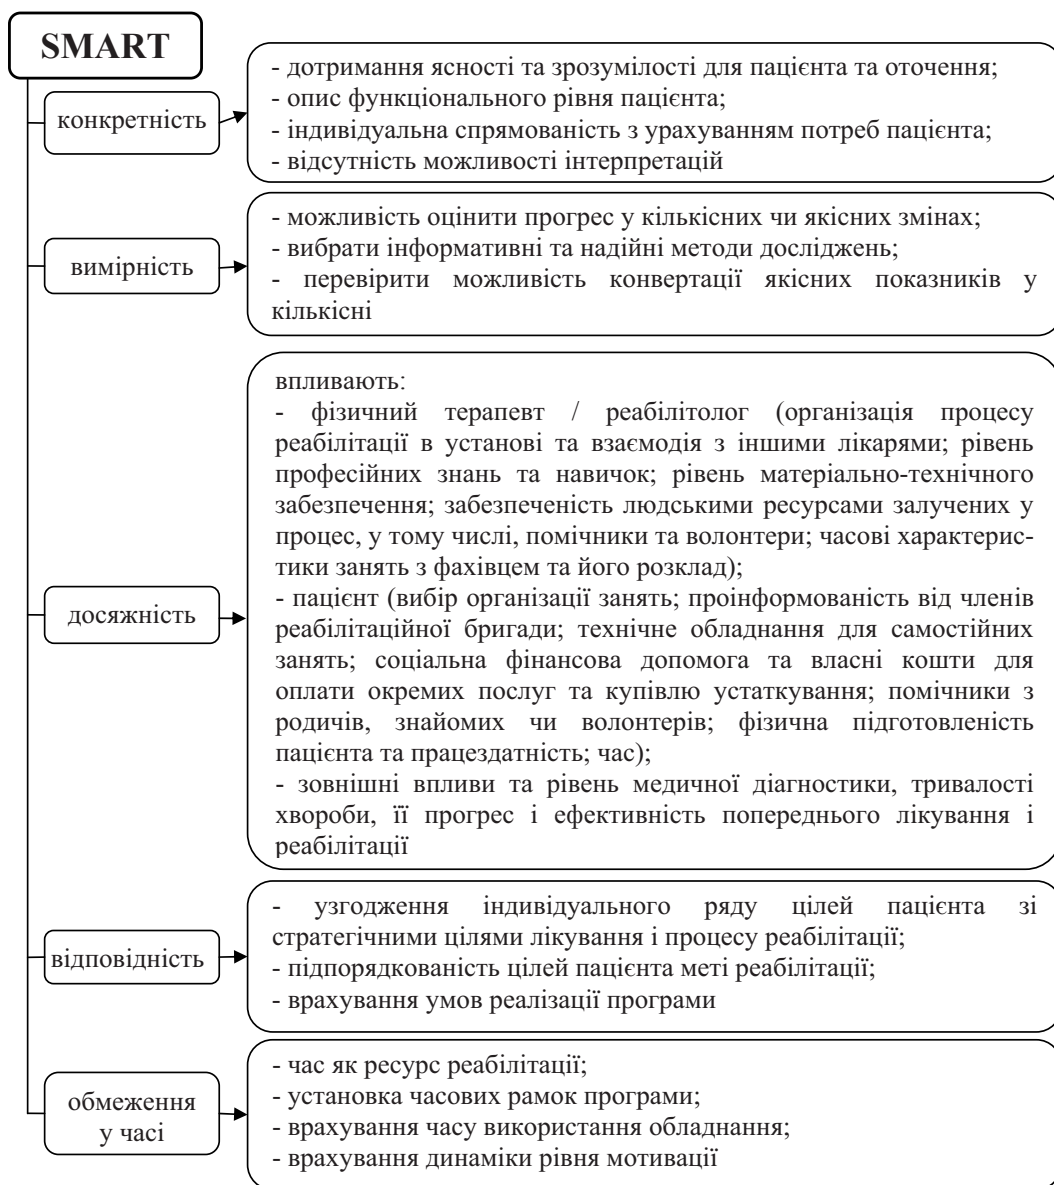 SMART
конкретність
- дотримання ясності та зрозумілості для пацієнта та оточення;
- опис функціонального рівня пацієнта;
- індивідуальна спрямованість з урахуванням потреб пацієнта;
- відсутність можливості інтерпретацій
вимірність
- можливість оцінити прогрес у кількісних чи якісних змінах;
- вибрати інформативні та надійні методи досліджень;
- перевірити можливість конвертації якісних показників у
кількісні
досяжність
впливають:
- фізичний терапевт / реабілітолог (організація процесу
реабілітації в установі та взаємодія з іншими лікарями; рівень
професійних знань та навичок; рівень матеріально-технічного
забезпечення; забезпеченість людськими ресурсами залучених у
процес, у тому числі, помічники та волонтери; часові характерис-
тики занять з фахівцем та його розклад);
- пацієнт (вибір організації занять; проінформованість від членів
реабілітаційної бригади; технічне обладнання для самостійних
занять; соціальна фінансова допомога та власні кошти для
оплати окремих послуг та купівлю устаткування; помічники з
родичів, знайомих чи волонтерів; фізична підготовленість
пацієнта та працездатність; час);
- зовнішні впливи та рівень медичної діагностики, тривалості
хвороби, її прогрес і ефективність попереднього лікування і
реабілітації
відповідність
- узгодження індивідуального ряду цілей пацієнта зі
стратегічними цілями лікування і процесу реабілітації;
- підпорядкованість цілей пацієнта меті реабілітації;
- врахування умов реалізації програми
обмеження
у часі
- час як ресурс реабілітації;
- установка часових рамок програми;
- врахування часу використання обладнання;
- врахування динаміки рівня мотивації